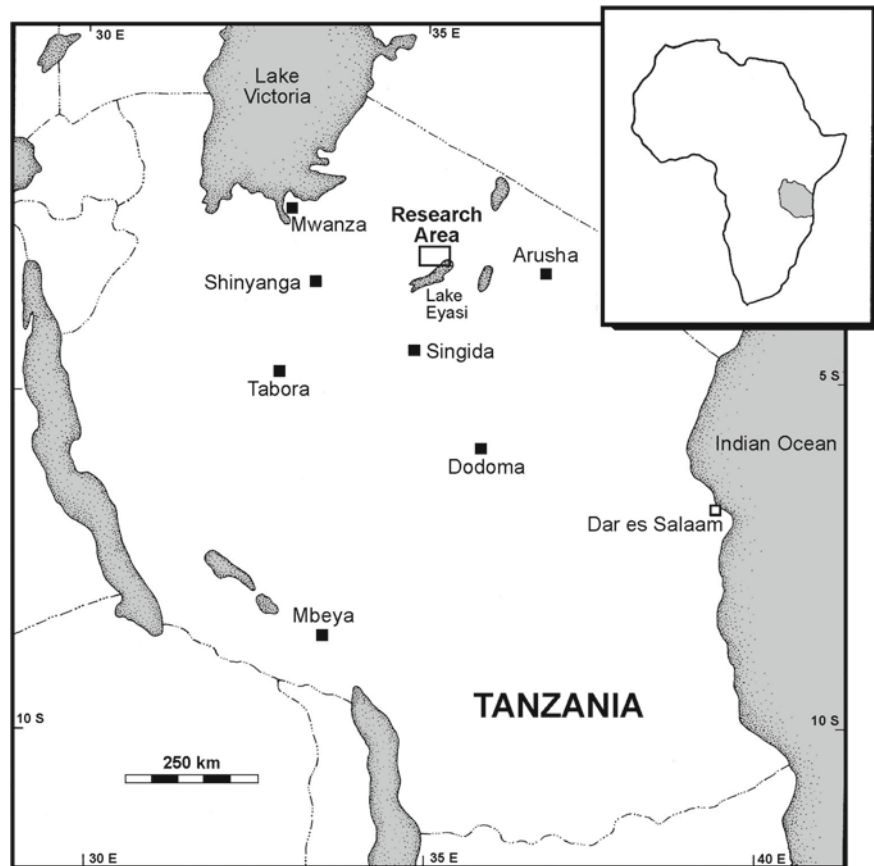 30 E
35 E
Lake
Victoria
Mwanza
Research
Area
Arusha
Shinyanga
Lake
Eyasi
Singida
Tabora
5 S
Indian Ocean
Dodoma
Dar es Salaam
Mbeya
TANZANIA
10 S
10 S
250 km
30 E
35 E
40 E